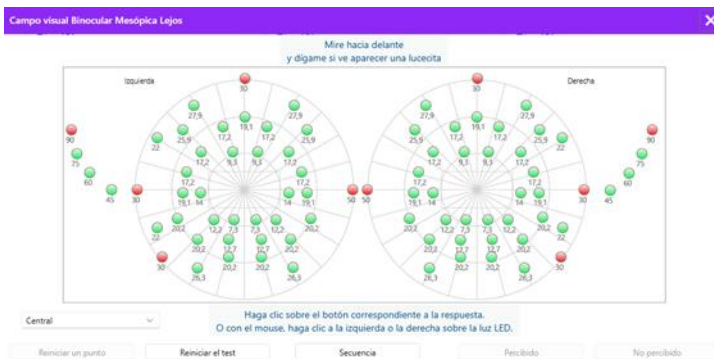 Campo visual Binocular Mesópica Lejos
Mire hacia delante
y dígame si ve aparecer una lucecita
Izquierda
30
27,9 27,9
19,1
22 25,9 17,2 17,2 25,9
17,2 9,3 9,3 17,2
17,2 17,2
90
75
60
45
30
19,1 14 14 19,1
50
20,2 12,2 7,3 7,3 12,2 20,2
22
20,2 12,7 12,7 20,2
30
20,2 20,2
26,3 26,3
Derecha
30
27,9 27,9
19,1
25,9 17,2 17,2 25,9 22
17,2 9,3 9,3 17,2
17,2 17,2
50
19,1 14 14 19,1
30
45
60
75
90
20,2 12,2 7,3 7,3 12,2 20,2
22
20,2 12,7 12,7 20,2
30
20,2 20,2
26,3 26,3
Central
Haga clic sobre el botón correspondiente a la respuesta.
O con el mouse, haga clic a la izquierda o la derecha sobre la luz LED.
Reiniciar un punto
Reiniciar el test
Secuencia
Percibido
No percibido